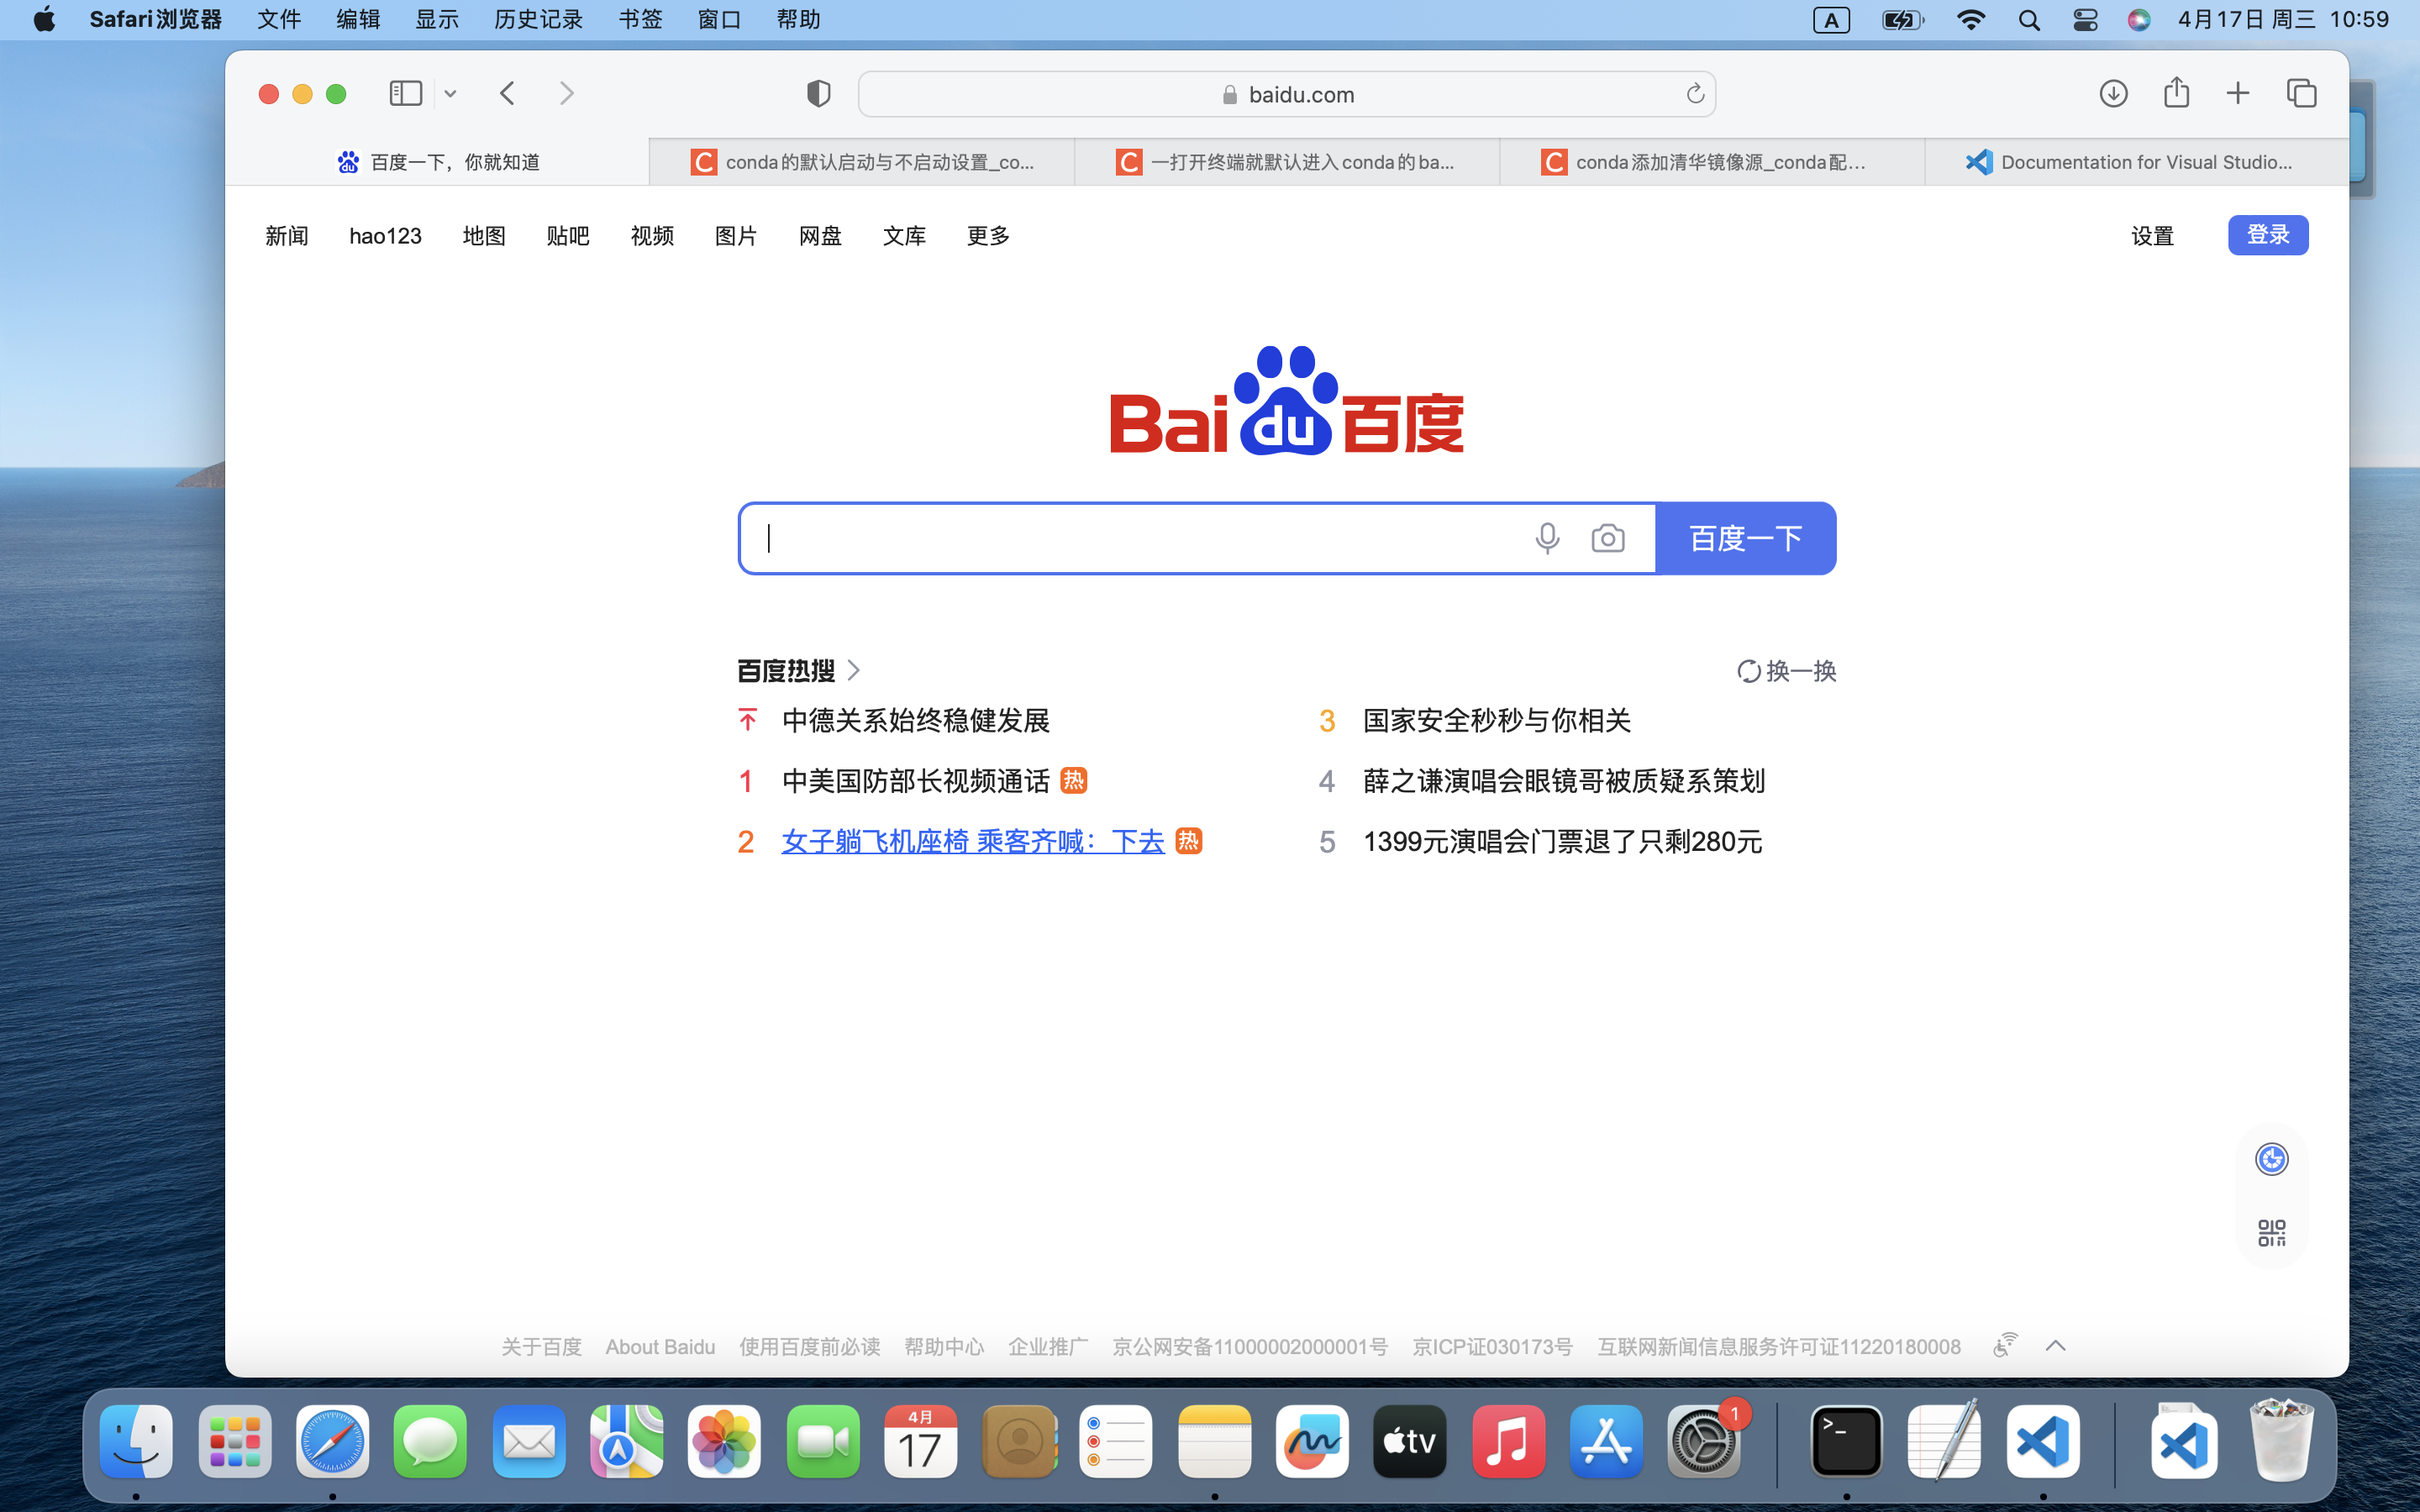 Safari浏览器 文件 编辑 显示 历史记录 书签 窗口 帮助 A 4月17日 周三 10:59
baidu.com
百度一下，你就知道 conda的默认启动与不启动设置_co... 一打开终端就默认进入conda的ba... conda添加清华镜像源_conda配... Documentation for Visual Studio...
新闻 hao123 地图 贴吧 视频 图片 网盘 文库 更多 设置 登录
Bai du 百度
百度一下
百度热搜 换一换
中德关系始终稳健发展
1 中美国防部长视频通话 热
2 女子躺飞机座椅 乘客齐喊：下去 热
3 国家安全秒秒与你相关
4 薛之谦演唱会眼镜哥被质疑系策划
5 1399元演唱会门票退了只剩280元
关于百度 About Baidu 使用百度前必读 帮助中心 企业推广 京公网安备11000002000001号 京ICP证030173号 互联网新闻信息服务许可证11220180008
4月
17
tv
1